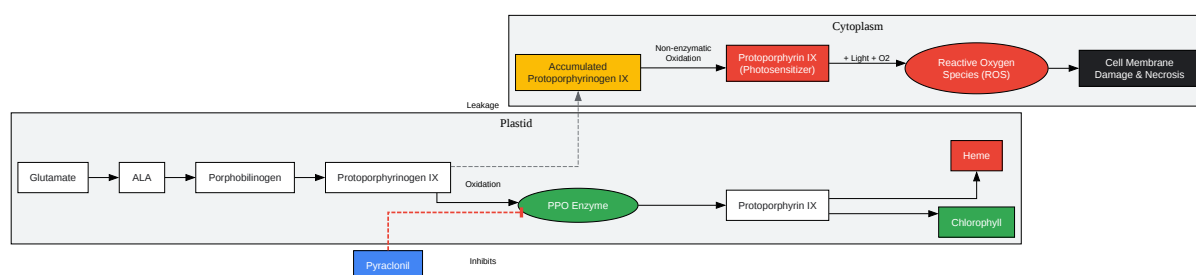 Cytoplasm
Accumulated
Protoporphyrinogen IX
Non-enzymatic
Oxidation
Protoporphyrin IX
(Photosensitizer)
+ Light + O2
Reactive Oxygen
Species (ROS)
Cell Membrane
Damage & Necrosis
Leakage
Plastid
Glutamate
ALA
Porphobilinogen
Protoporphyrinogen IX
Oxidation
PPO Enzyme
Protoporphyrin IX
Heme
Chlorophyll
Pyraclonil
Inhibits